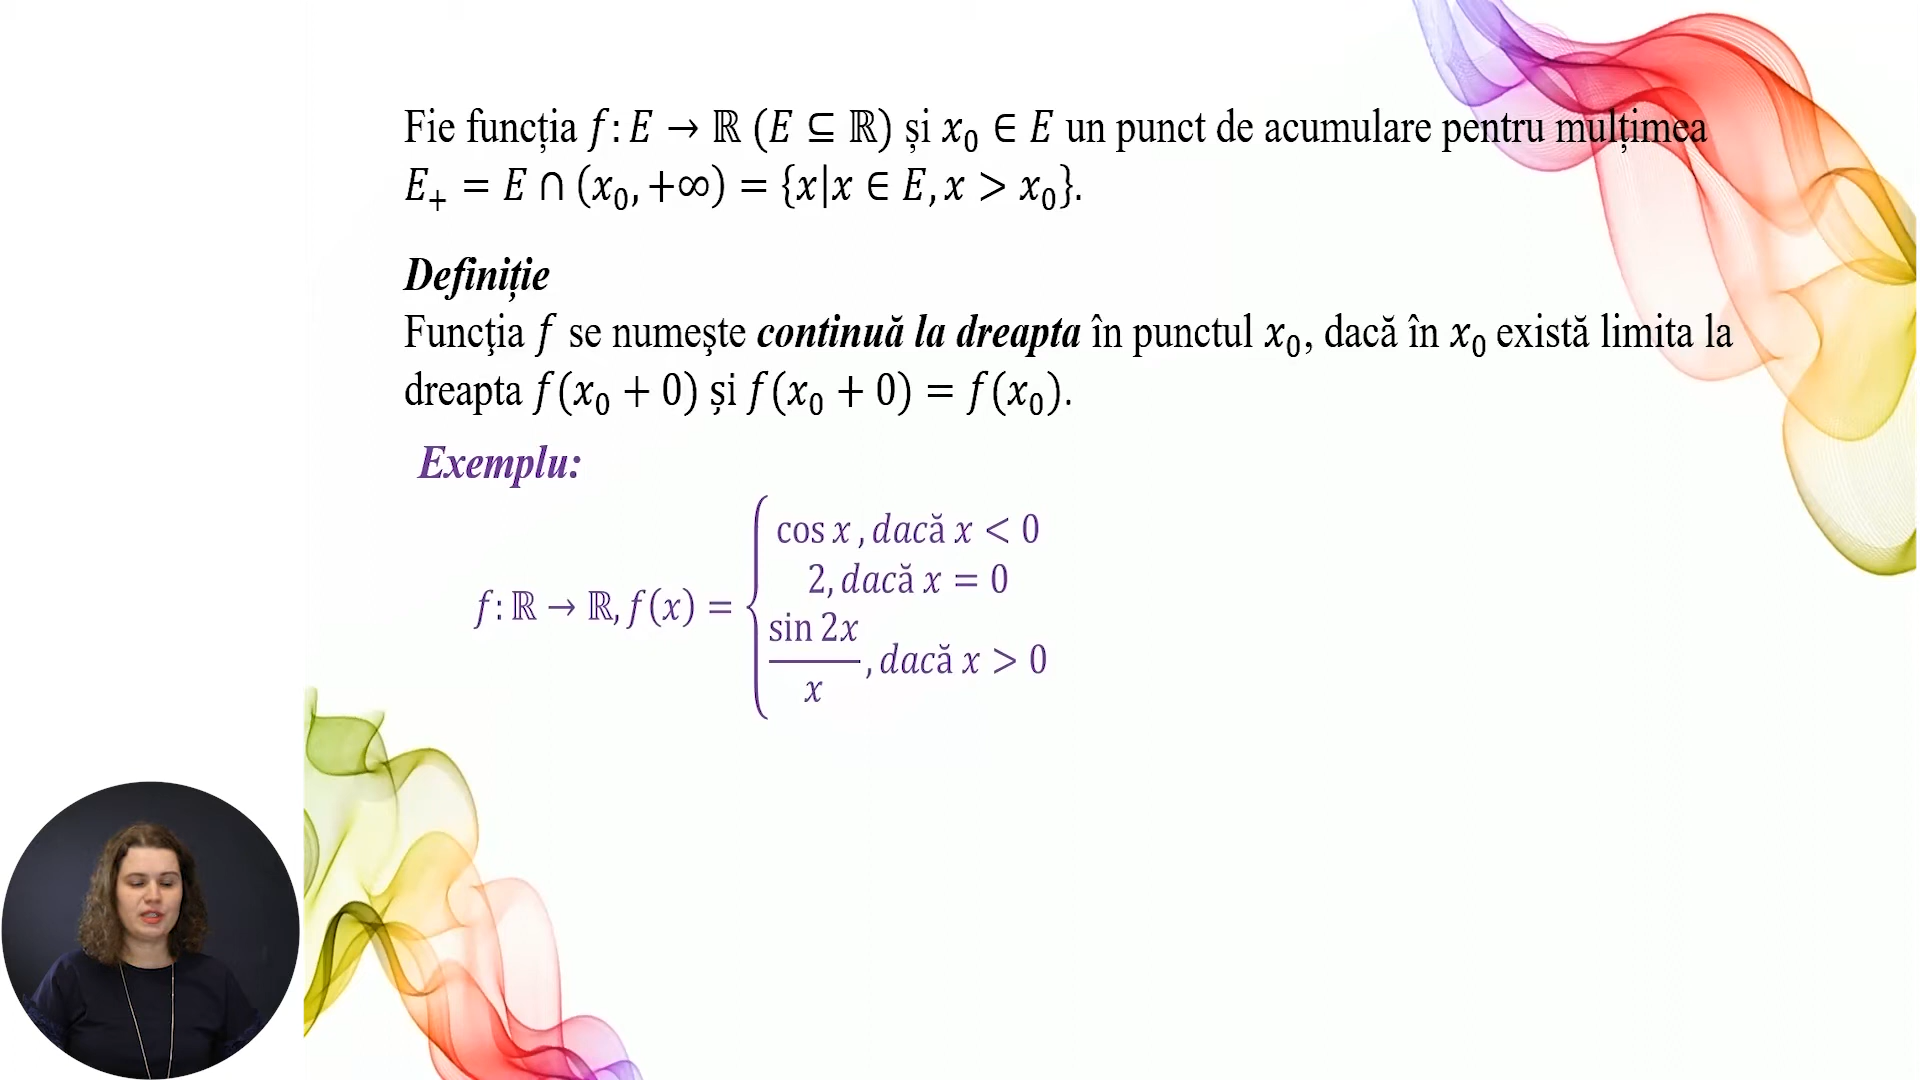 Fie funcția 𝑓: 𝐸 → ℝ (𝐸 ⊆ ℝ) și 𝑥₀ ∈ 𝐸 un punct de acumulare pentru mulțimea
𝐸₊ = 𝐸 ∩ (𝑥₀, +∞) = {𝑥|𝑥 ∈ 𝐸, 𝑥 > 𝑥₀}.
Definiție
Funcţia 𝑓 se numeşte continuă la dreapta în punctul 𝑥₀, dacă în 𝑥₀ există limita la
dreapta 𝑓(𝑥₀ + 0) și 𝑓(𝑥₀ + 0) = 𝑓(𝑥₀).
Exemplu:
cos 𝑥 , dacă 𝑥 < 0
2, dacă 𝑥 = 0
𝑓: ℝ → ℝ, 𝑓(𝑥) = {
sin 2𝑥
, dacă 𝑥 > 0
𝑥